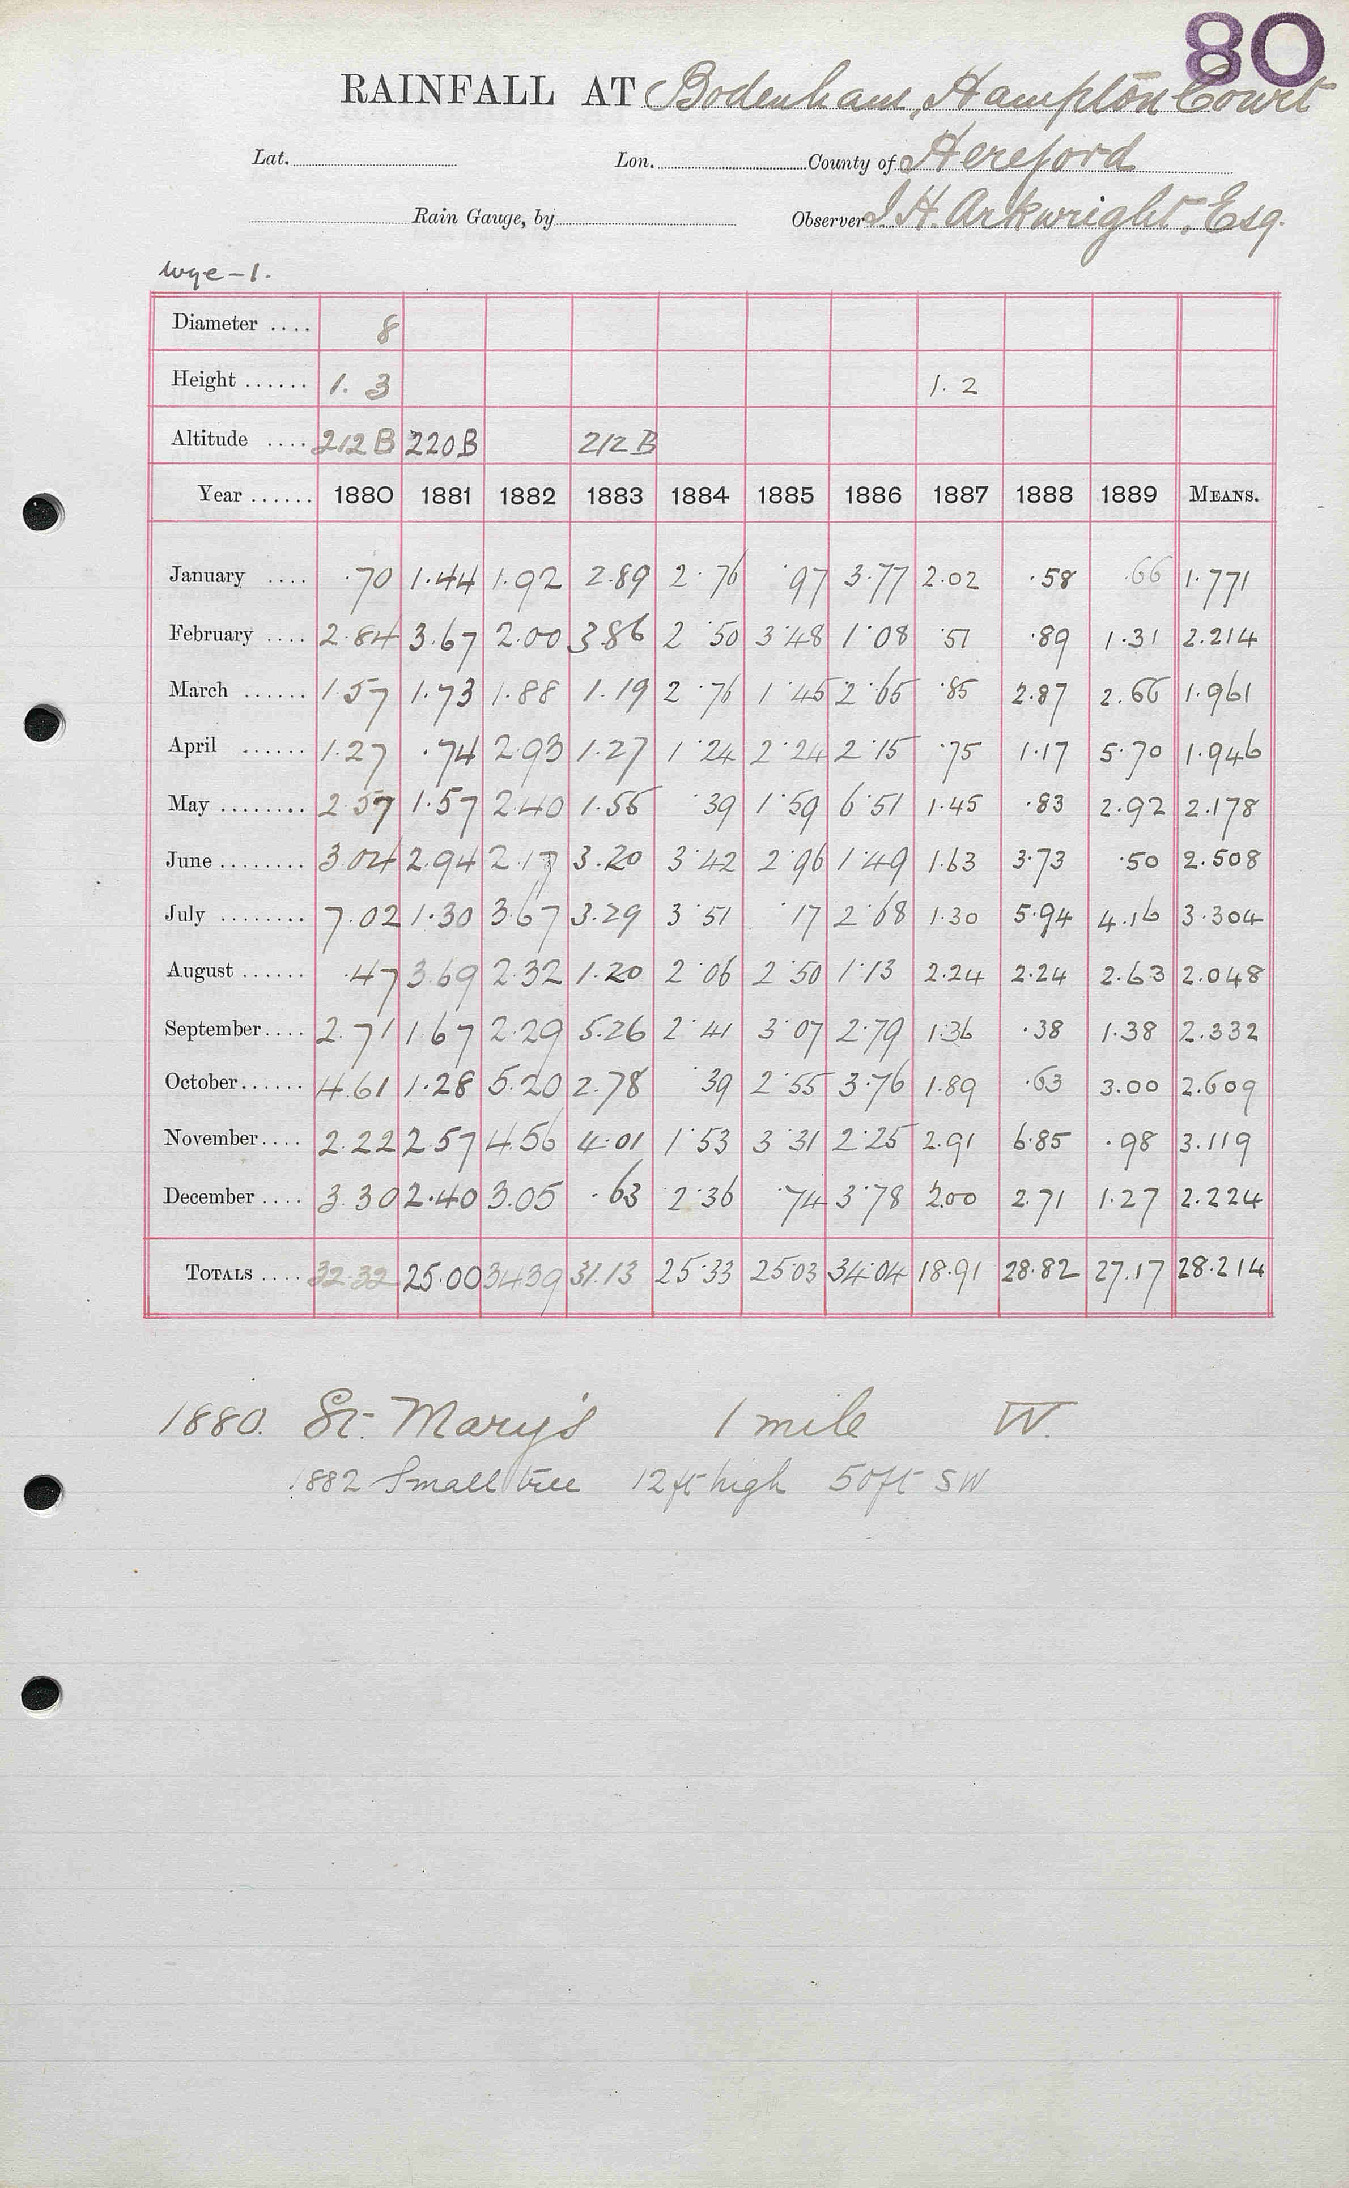 80
RAINFALL AT Bodenham, Hampton Court
Lat. Lon. County of Hereford
Rain Gauge, by Observer J. H. Arkwright, Esq.
Wye-1.
Diameter .... 8
Height ...... 1. 3 1. 2
Altitude .... 212 B 220 B 212 B
Year ...... 1880 1881 1882 1883 1884 1885 1886 1887 1888 1889 MEANS.
January .... .70 1.44 1.92 2.89 2.76 .97 3.77 2.02 .58 .66 1.771
February .... 2.84 3.67 2.00 3.86 2.50 3.48 1.08 .51 .89 1.31 2.214
March ...... 1.57 1.73 1.88 1.19 2.76 1.45 2.65 .85 2.87 2.66 1.961
April ...... 1.27 .74 2.93 1.27 1.24 2.24 2.15 .75 1.17 5.70 1.946
May ........ 2.57 1.57 2.40 1.56 .39 1.59 6.51 1.45 .83 2.92 2.178
June ........ 3.04 2.94 2.17 3.20 3.42 2.96 1.49 1.63 3.73 .50 2.508
July ........ 7.02 1.30 3.67 3.29 3.51 .17 2.68 1.30 5.94 4.16 3.304
August ...... .47 3.69 2.32 1.20 2.06 2.50 1.13 2.24 2.24 2.63 2.048
September.... 2.71 1.67 2.29 5.26 2.41 3.07 2.79 1.36 .38 1.38 2.332
October...... 4.61 1.28 5.20 2.78 .39 2.55 3.76 1.89 .63 3.00 2.609
November.... 2.22 2.57 4.56 4.01 1.53 3.31 2.25 2.91 6.85 .98 3.119
December .... 3.30 2.40 3.05 .63 2.36 .74 3.78 2.00 2.71 1.27 2.224
TOTALS .... 32.32 25.00 34.39 31.13 25.33 25.03 34.04 18.91 28.82 27.17 28.214
1880. St. Mary's 1 mile W.
1882 Small tree 12 ft high 50ft SW